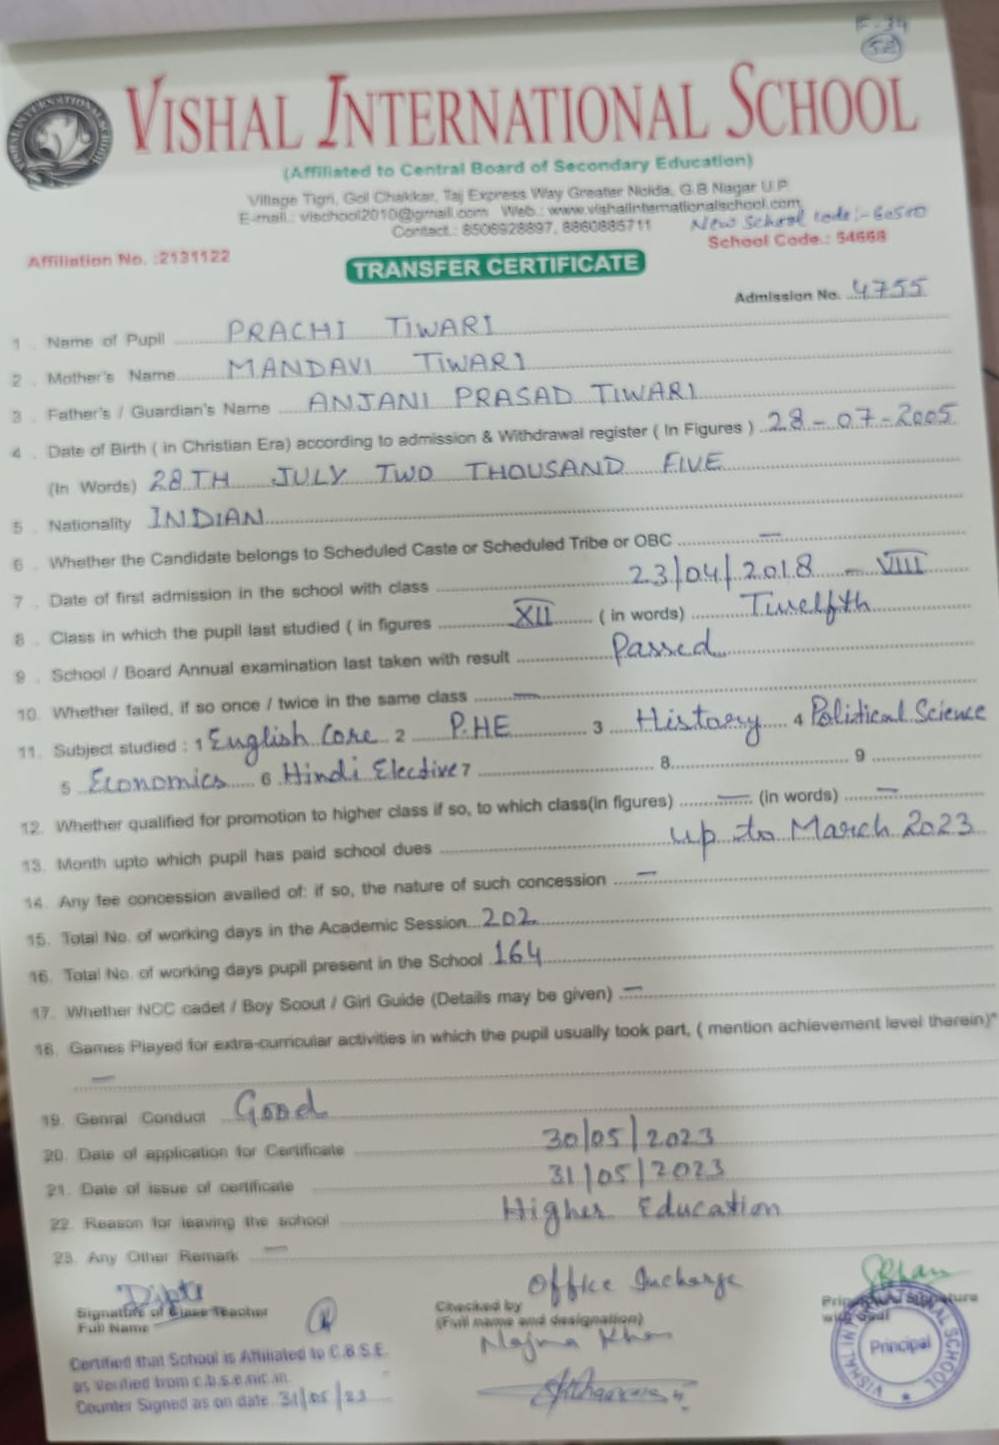 F-34
52
VISHAL INTERNATIONAL SCHOOL
(Affiliated to Central Board of Secondary Education)
Village Tigri, Gol Chakkar, Taj Express Way Greater Noida, G.B Nagar U.P.
E-mail.: vischool2010@gmail.com Web.: www.vishalinternationalschool.com
Contact.: 8506928897, 8860885711 New School code:- 60500
Affiliation No. :2131122 School Code.: 54668
TRANSFER CERTIFICATE
Admission No. 4755
1 . Name of Pupil PRACHI TIWARI
2 . Mother's Name MANDAVI TIWARI
3 . Father's / Guardian's Name ANJANI PRASAD TIWARI
4 . Date of Birth ( in Christian Era) according to admission & Withdrawal register ( In Figures ) 28-07-2005
(In Words) 28TH JULY TWO THOUSAND FIVE
5 . Nationality INDIAN
6 . Whether the Candidate belongs to Scheduled Caste or Scheduled Tribe or OBC —
7 . Date of first admission in the school with class 23/04/2018 - VIII
8 . Class in which the pupil last studied ( in figures XII ( in words) Twelfth
9 . School / Board Annual examination last taken with result Passed
10. Whether failed, if so once / twice in the same class —
11. Subject studied : 1 English Core 2 P.HE 3 History 4 Political Science
5 Economics 6 Hindi Elective 7 8 9
12. Whether qualified for promotion to higher class if so, to which class(in figures) — (in words) —
13. Month upto which pupil has paid school dues up to March 2023
14. Any fee concession availed of: if so, the nature of such concession —
15. Total No. of working days in the Academic Session 202
16. Total No. of working days pupil present in the School 164
17. Whether NCC cadet / Boy Scout / Girl Guide (Details may be given) —
18. Games Played for extra-curricular activities in which the pupil usually took part, ( mention achievement level therein)*
—
19. Genral Conduct Good
20. Date of application for Certificate 30/05/2023
21. Date of issue of certificate 31/05/2023
22. Reason for leaving the school Higher Education
23. Any Other Remark —
Dipti Office Incharge
Signature of Class Teacher Checked by
Full Name (Full name and designation)
Najma Khan
Principal
VISHAL SCHOOL
Certified that School is Affiliated to C.B.S.E.
as Verified from c.b.s.e.nic.in.
Counter Signed as on date 31/05/23